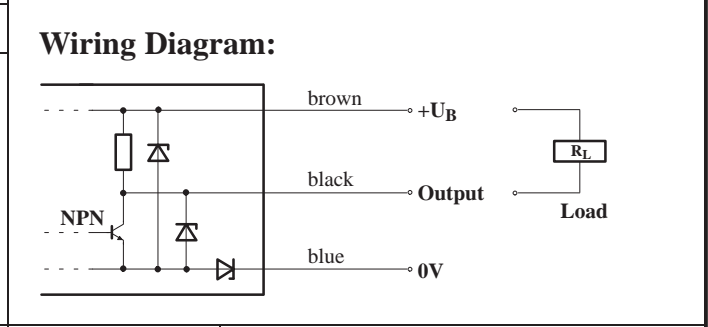 Wiring Diagram:
brown
+UB
RL
black
Output
Load
NPN
blue
0V